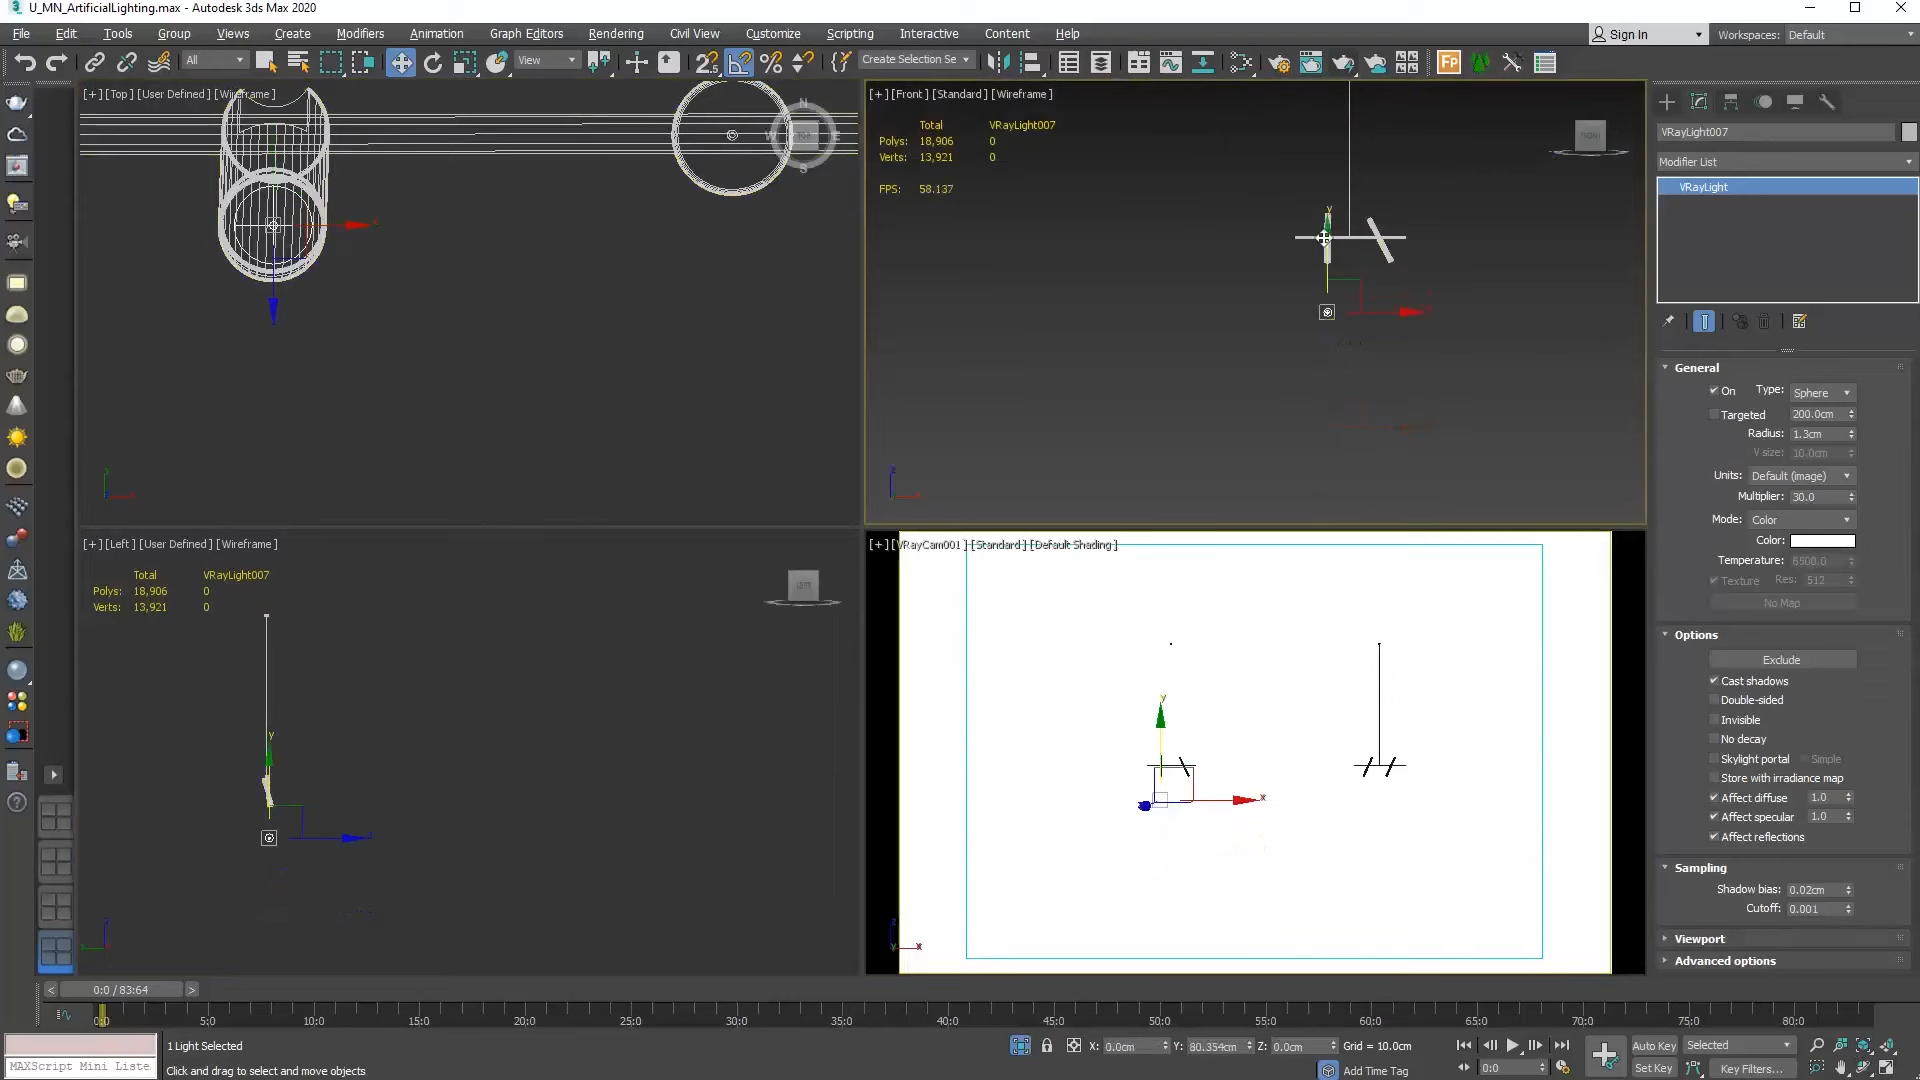 U_MN_ArtificialLighting.max - Autodesk 3ds Max 2020
File Edit Tools Group Views Create Modifiers Animation Graph Editors Rendering Civil View Customize Scripting Interactive Content Help
Sign In Workspaces: Default
All View Create Selection Se
[+] [Top] [User Defined] [Wireframe]
N
W E
S
[+] [Front] [Standard] [Wireframe]
Total VRayLight007
Polys: 18,906 0
Verts: 13,921 0
FPS: 58.137
y
[+] [Left] [User Defined] [Wireframe]
Total VRayLight007
Polys: 18,906 0
Verts: 13,921 0
y
[+] [VRayCam001] [Standard] [Default Shading]
y
x
VRayLight007
Modifier List
VRayLight
General
On Type: Sphere
Targeted 200.0cm
Radius: 1.3cm
V size: 10.0cm
Units: Default (image)
Multiplier: 30.0
Mode: Color
Color:
Temperature: 6500.0
Texture Res: 512
No Map
Options
Exclude
Cast shadows
Double-sided
Invisible
No decay
Skylight portal Simple
Store with irradiance map
Affect diffuse 1.0
Affect specular 1.0
Affect reflections
Sampling
Shadow bias: 0.02cm
Cutoff: 0.001
Viewport
Advanced options
0:0 / 83:64
0:0 5:0 10:0 15:0 20:0 25:0 30:0 35:0 40:0 45:0 50:0 55:0 60:0 65:0 70:0 75:0 80:0
MAXScript Mini Liste
1 Light Selected
Click and drag to select and move objects
X: 0.0cm Y: 80.354cm Z: 0.0cm Grid = 10.0cm
Add Time Tag
Auto Key Selected
0:0 Set Key Key Filters...